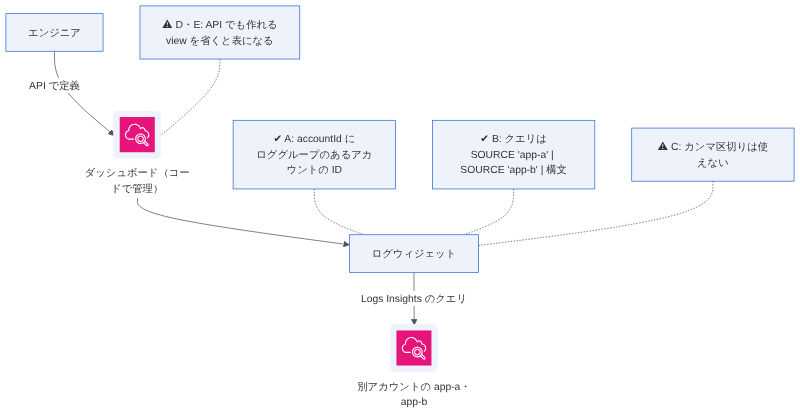 エンジニア
⚠ D・E: API でも作れる
view を省くと表になる
API で定義
ダッシュボード（コー
ドで管理）
✔ A: accountId に
ロググループのあるアカ
ウントの ID
✔ B: クエリは
SOURCE 'app-a' |
SOURCE 'app-b' | 構文
⚠ C: カンマ区切りは使
えない
ログウィジェット
Logs Insights のクエリ
別アカウントの app-a・
app-b